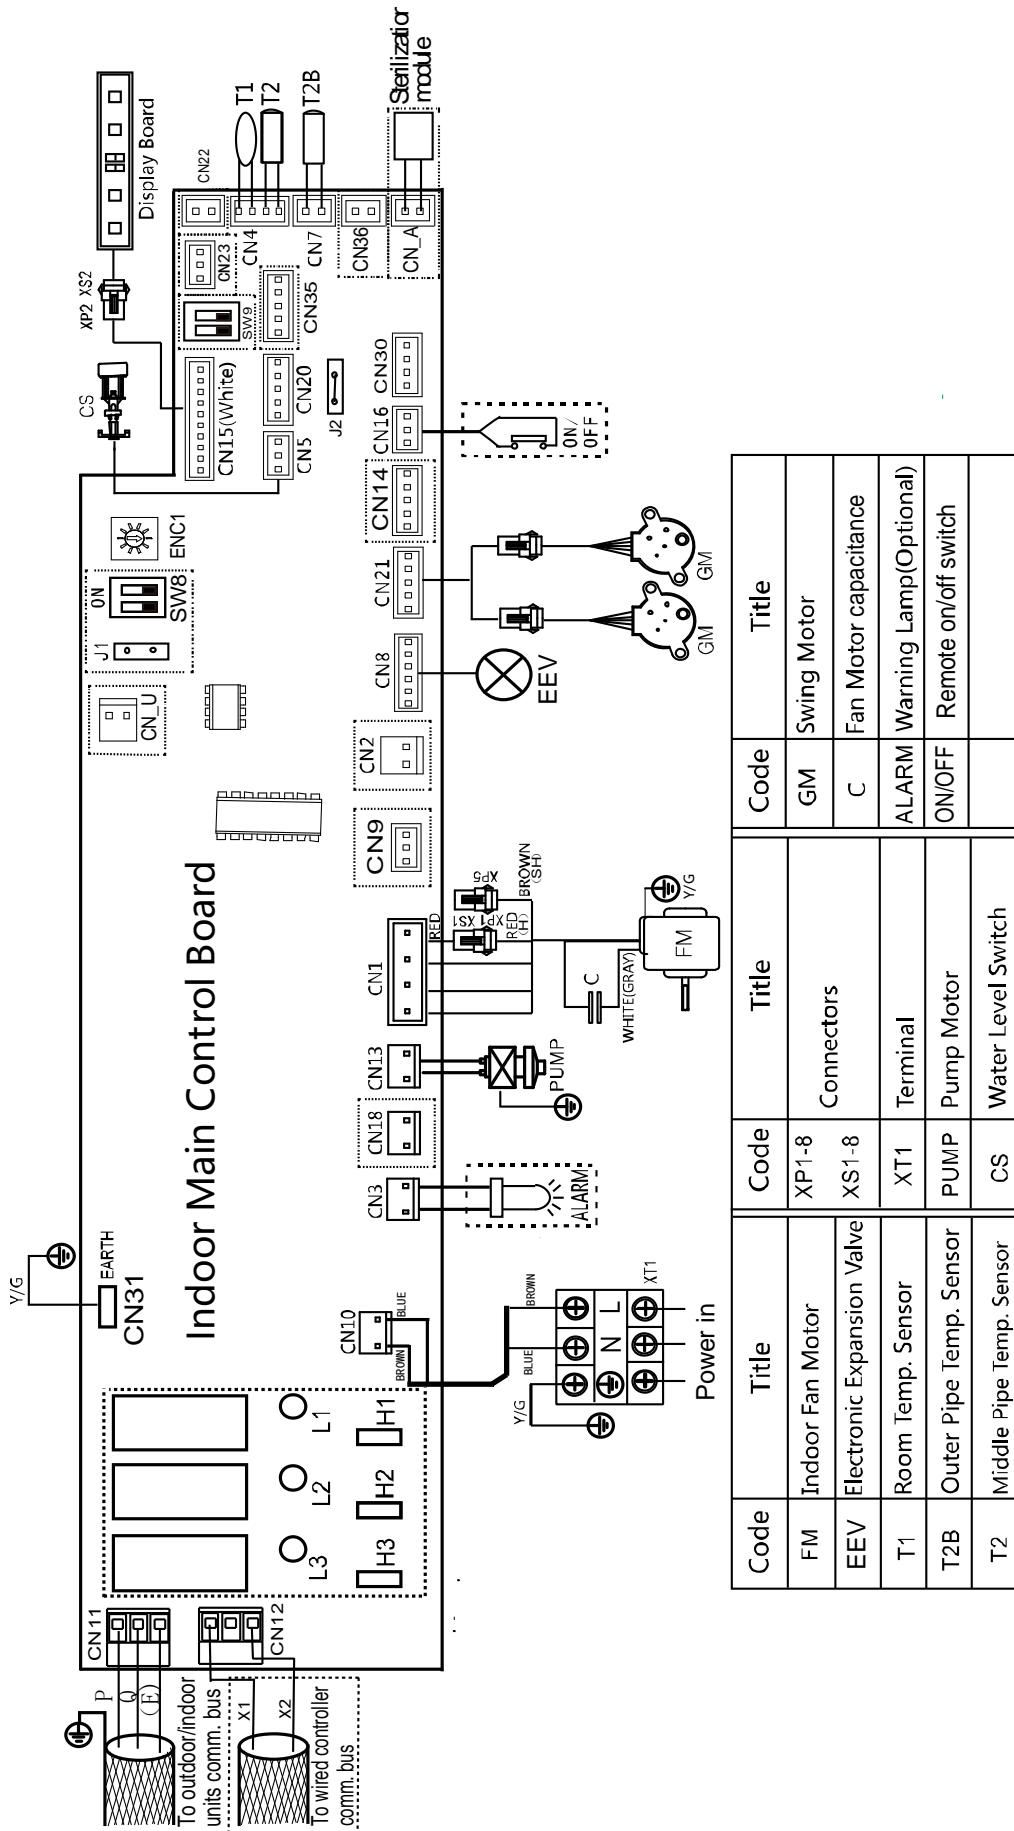 Indoor Main Control Board
To outdoor/indoor
units comm. bus
P
Q
(E)
CN11
X1
X2
CN12
To wired controller
comm. bus
L3
L2
L1
H3
H2
H1
Y/G
EARTH
CN31
CN_U
J1
ON
SW8
ENC1
CS
XP2 XS2
Display Board
CN15(White)
SW9
CN23
CN22
CN5
CN20
CN35
CN4
T1
T2
J2
CN7
T2B
CN36
CN_A
Sterilization
module
CN10
BROWN
BLUE
CN3
CN18
CN13
CN1
CN9
CN2
CN8
CN21
CN14
CN16
CN30
ALARM
PUMP
RED
XP1 XS1
RED
(H)
XP5
BROWN
(SH)
C
WHITE(GRAY)
FM
Y/G
EEV
GM
GM
ON/
OFF
Y/G
BLUE
BROWN
N
L
XT1
Power in
Code Title Code Title Code Title
FM Indoor Fan Motor XP1-8 Connectors GM Swing Motor
EEV Electronic Expansion Valve XS1-8 C Fan Motor capacitance
T1 Room Temp. Sensor XT1 Terminal ALARM Warning Lamp(Optional)
T2B Outer Pipe Temp. Sensor PUMP Pump Motor ON/OFF Remote on/off switch
T2 Middle Pipe Temp. Sensor CS Water Level Switch